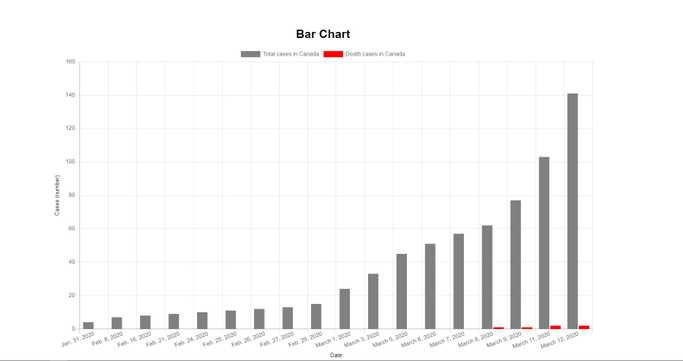 Bar Chart
Total cases in Canada
Death cases in Canada
160
140
120
100
80
60
40
20
0
Cases (number)
Jan. 31, 2020
Feb. 8, 2020
Feb. 16, 2020
Feb. 21, 2020
Feb. 24, 2020
Feb. 25, 2020
Feb. 26, 2020
Feb. 27, 2020
Feb. 29, 2020
March 1, 2020
March 3, 2020
March 5, 2020
March 6, 2020
March 7, 2020
March 8, 2020
March 9, 2020
March 11, 2020
March 12, 2020
Date